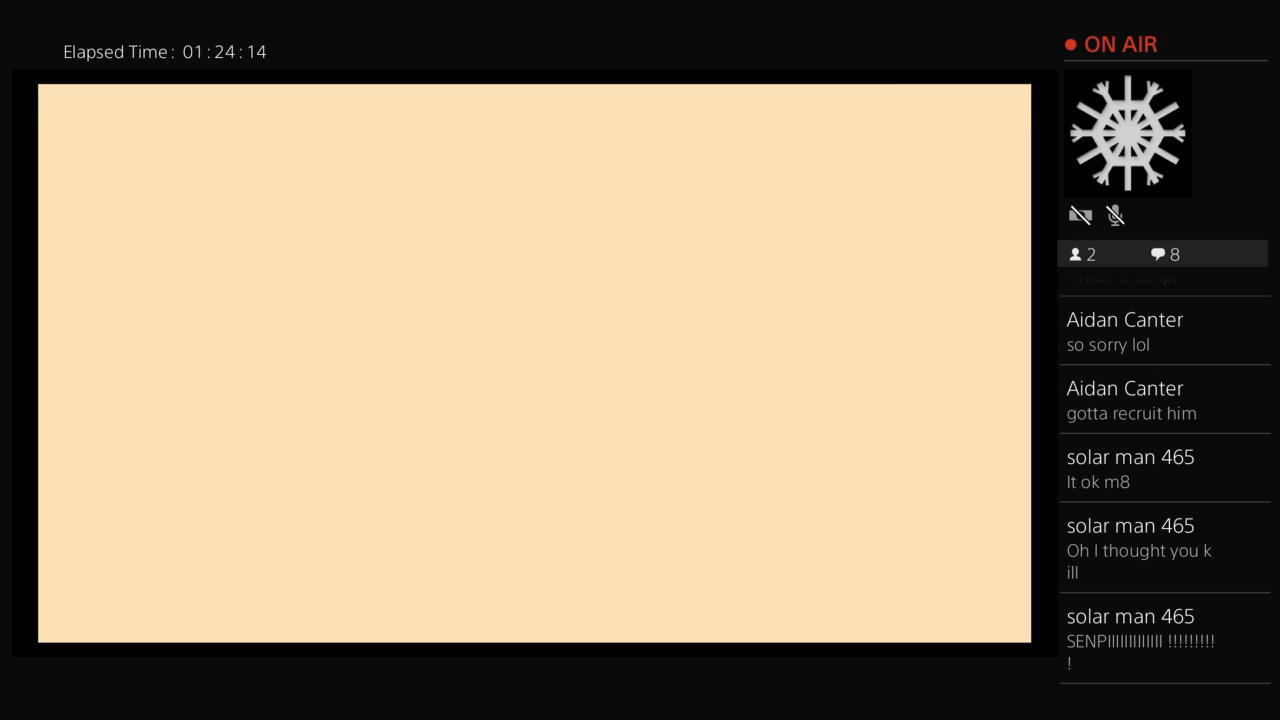 Elapsed Time: 01:24:14
ON AIR
2 8
Aidan Canter
so sorry lol
Aidan Canter
gotta recruit him
solar man 465
It ok m8
solar man 465
Oh I thought you k
ill
solar man 465
SENPIIIIIIIIIIIII !!!!!!!!!
!